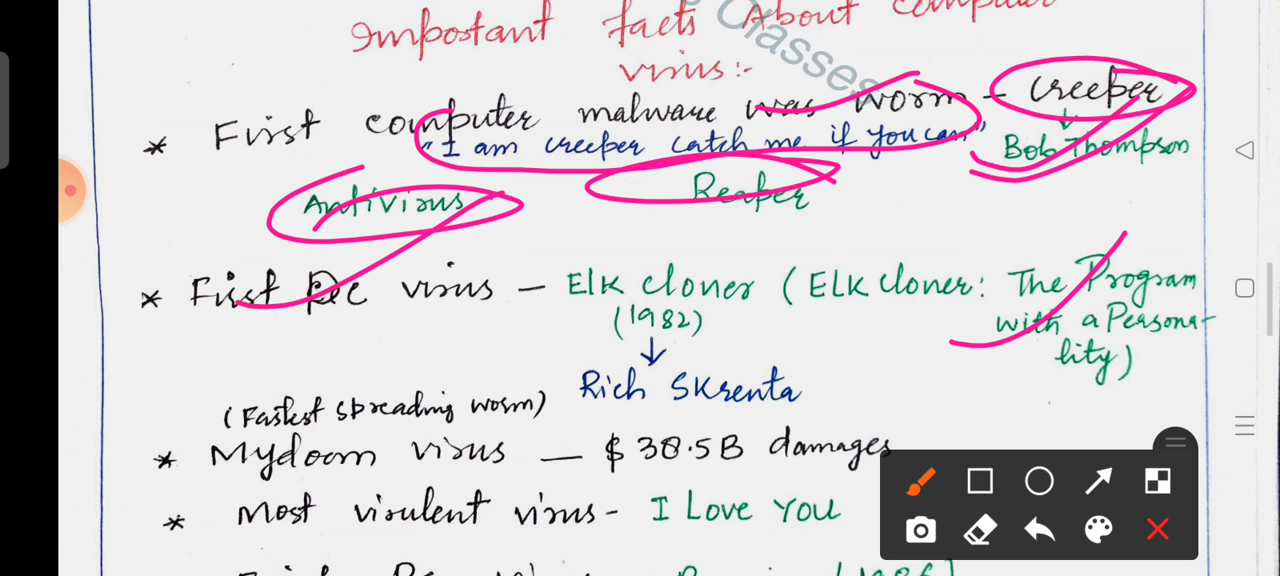 Important facts About Computer
Classes
virus:-
* First computer malware was worm - Creeper
"I am creeper catch me if you can"
Bob Thompson
Antivirus Reaper
* First virus - Elk cloner (ELK cloner: The Program
(1982) with a Persona-
lity)
Rich Skrenta
(Fastest spreading worm)
* Mydoom virus - $ 38.5B damages
* Most virulent virus - I Love You